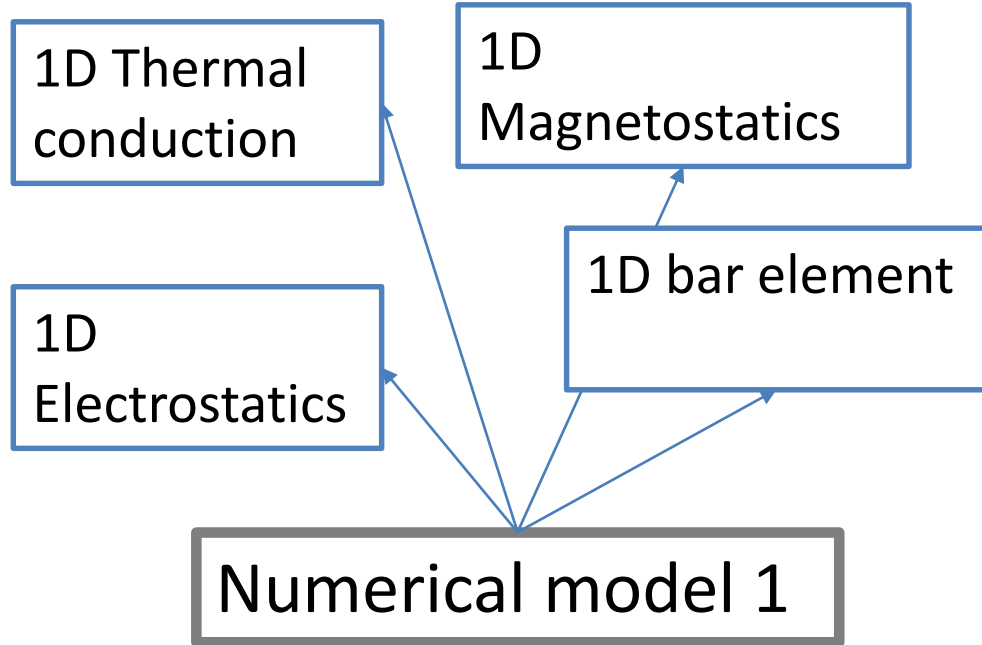 1D Thermal
conduction
1D
Magnetostatics
1D bar element
1D
Electrostatics
Numerical model 1